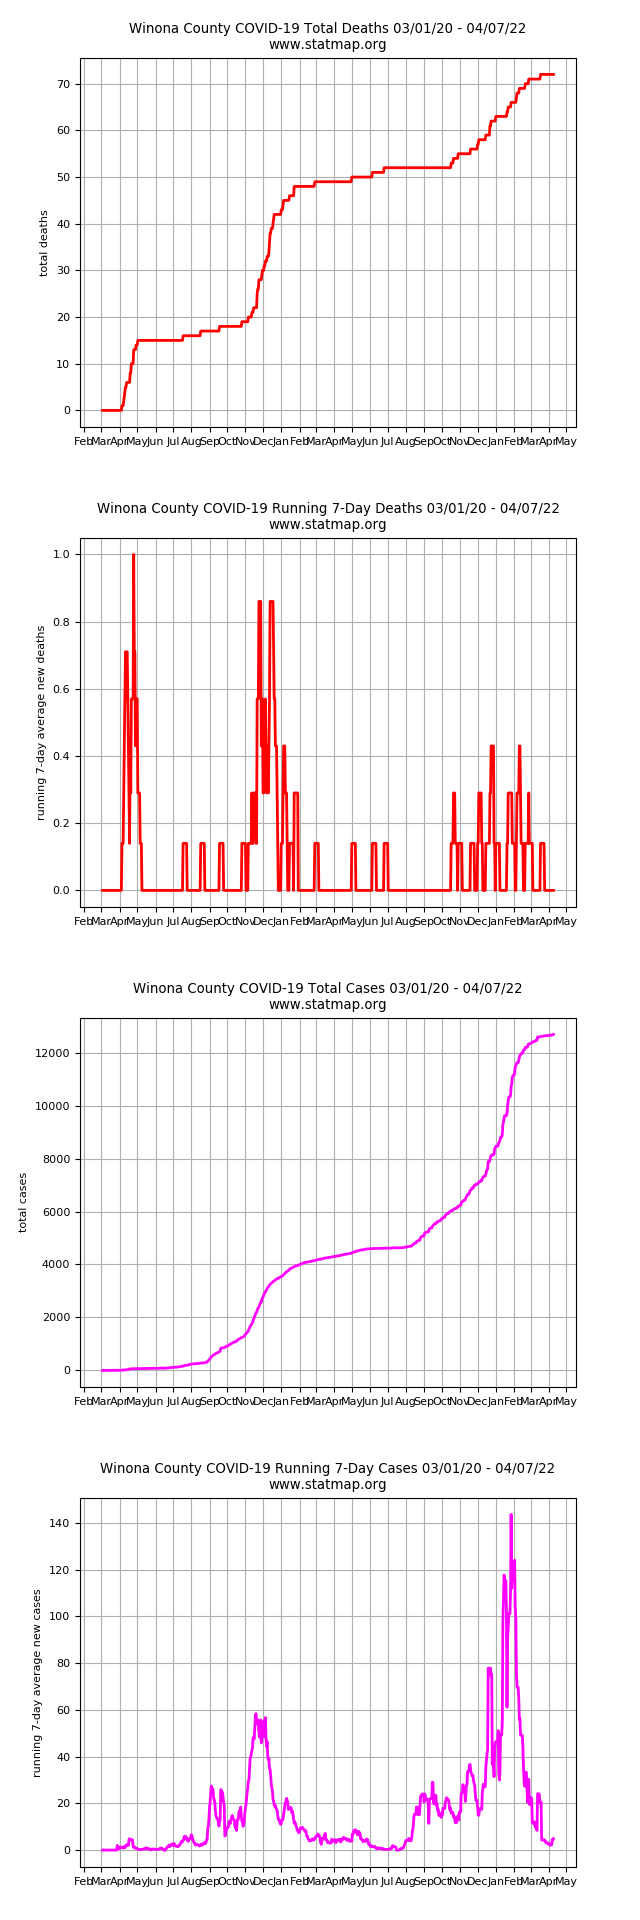 Winona County COVID-19 Total Deaths 03/01/20 - 04/07/22
www.statmap.org
70
60
50
40
30
20
10
0
total deaths
Feb Mar Apr May Jun Jul Aug Sep Oct Nov Dec Jan Feb Mar Apr May Jun Jul Aug Sep Oct Nov Dec Jan Feb Mar Apr May
Winona County COVID-19 Running 7-Day Deaths 03/01/20 - 04/07/22
www.statmap.org
1.0
0.8
0.6
0.4
0.2
0.0
running 7-day average new deaths
Feb Mar Apr May Jun Jul Aug Sep Oct Nov Dec Jan Feb Mar Apr May Jun Jul Aug Sep Oct Nov Dec Jan Feb Mar Apr May
Winona County COVID-19 Total Cases 03/01/20 - 04/07/22
www.statmap.org
12000
10000
8000
6000
4000
2000
0
total cases
Feb Mar Apr May Jun Jul Aug Sep Oct Nov Dec Jan Feb Mar Apr May Jun Jul Aug Sep Oct Nov Dec Jan Feb Mar Apr May
Winona County COVID-19 Running 7-Day Cases 03/01/20 - 04/07/22
www.statmap.org
140
120
100
80
60
40
20
0
running 7-day average new cases
Feb Mar Apr May Jun Jul Aug Sep Oct Nov Dec Jan Feb Mar Apr May Jun Jul Aug Sep Oct Nov Dec Jan Feb Mar Apr May